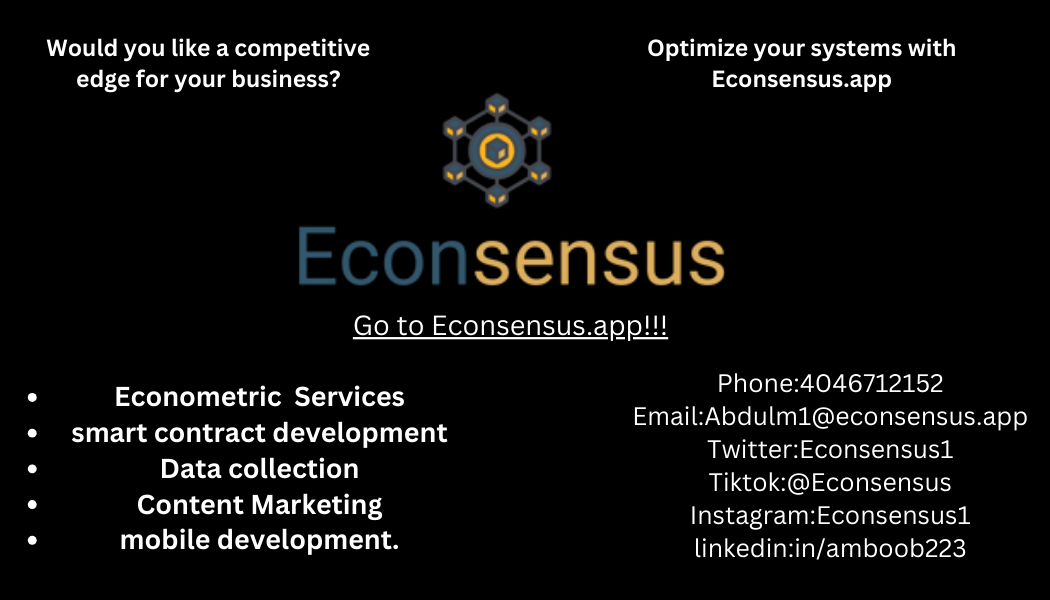 Would you like a competitive
edge for your business?
Optimize your systems with
Econsensus.app
Econsensus
Go to Econsensus.app!!!
• Econometric  Services
• smart contract development
• Data collection
• Content Marketing
• mobile development.
Phone:4046712152
Email:Abdulm1@econsensus.app
Twitter:Econsensus1
Tiktok:@Econsensus
Instagram:Econsensus1
linkedin:in/amboob223